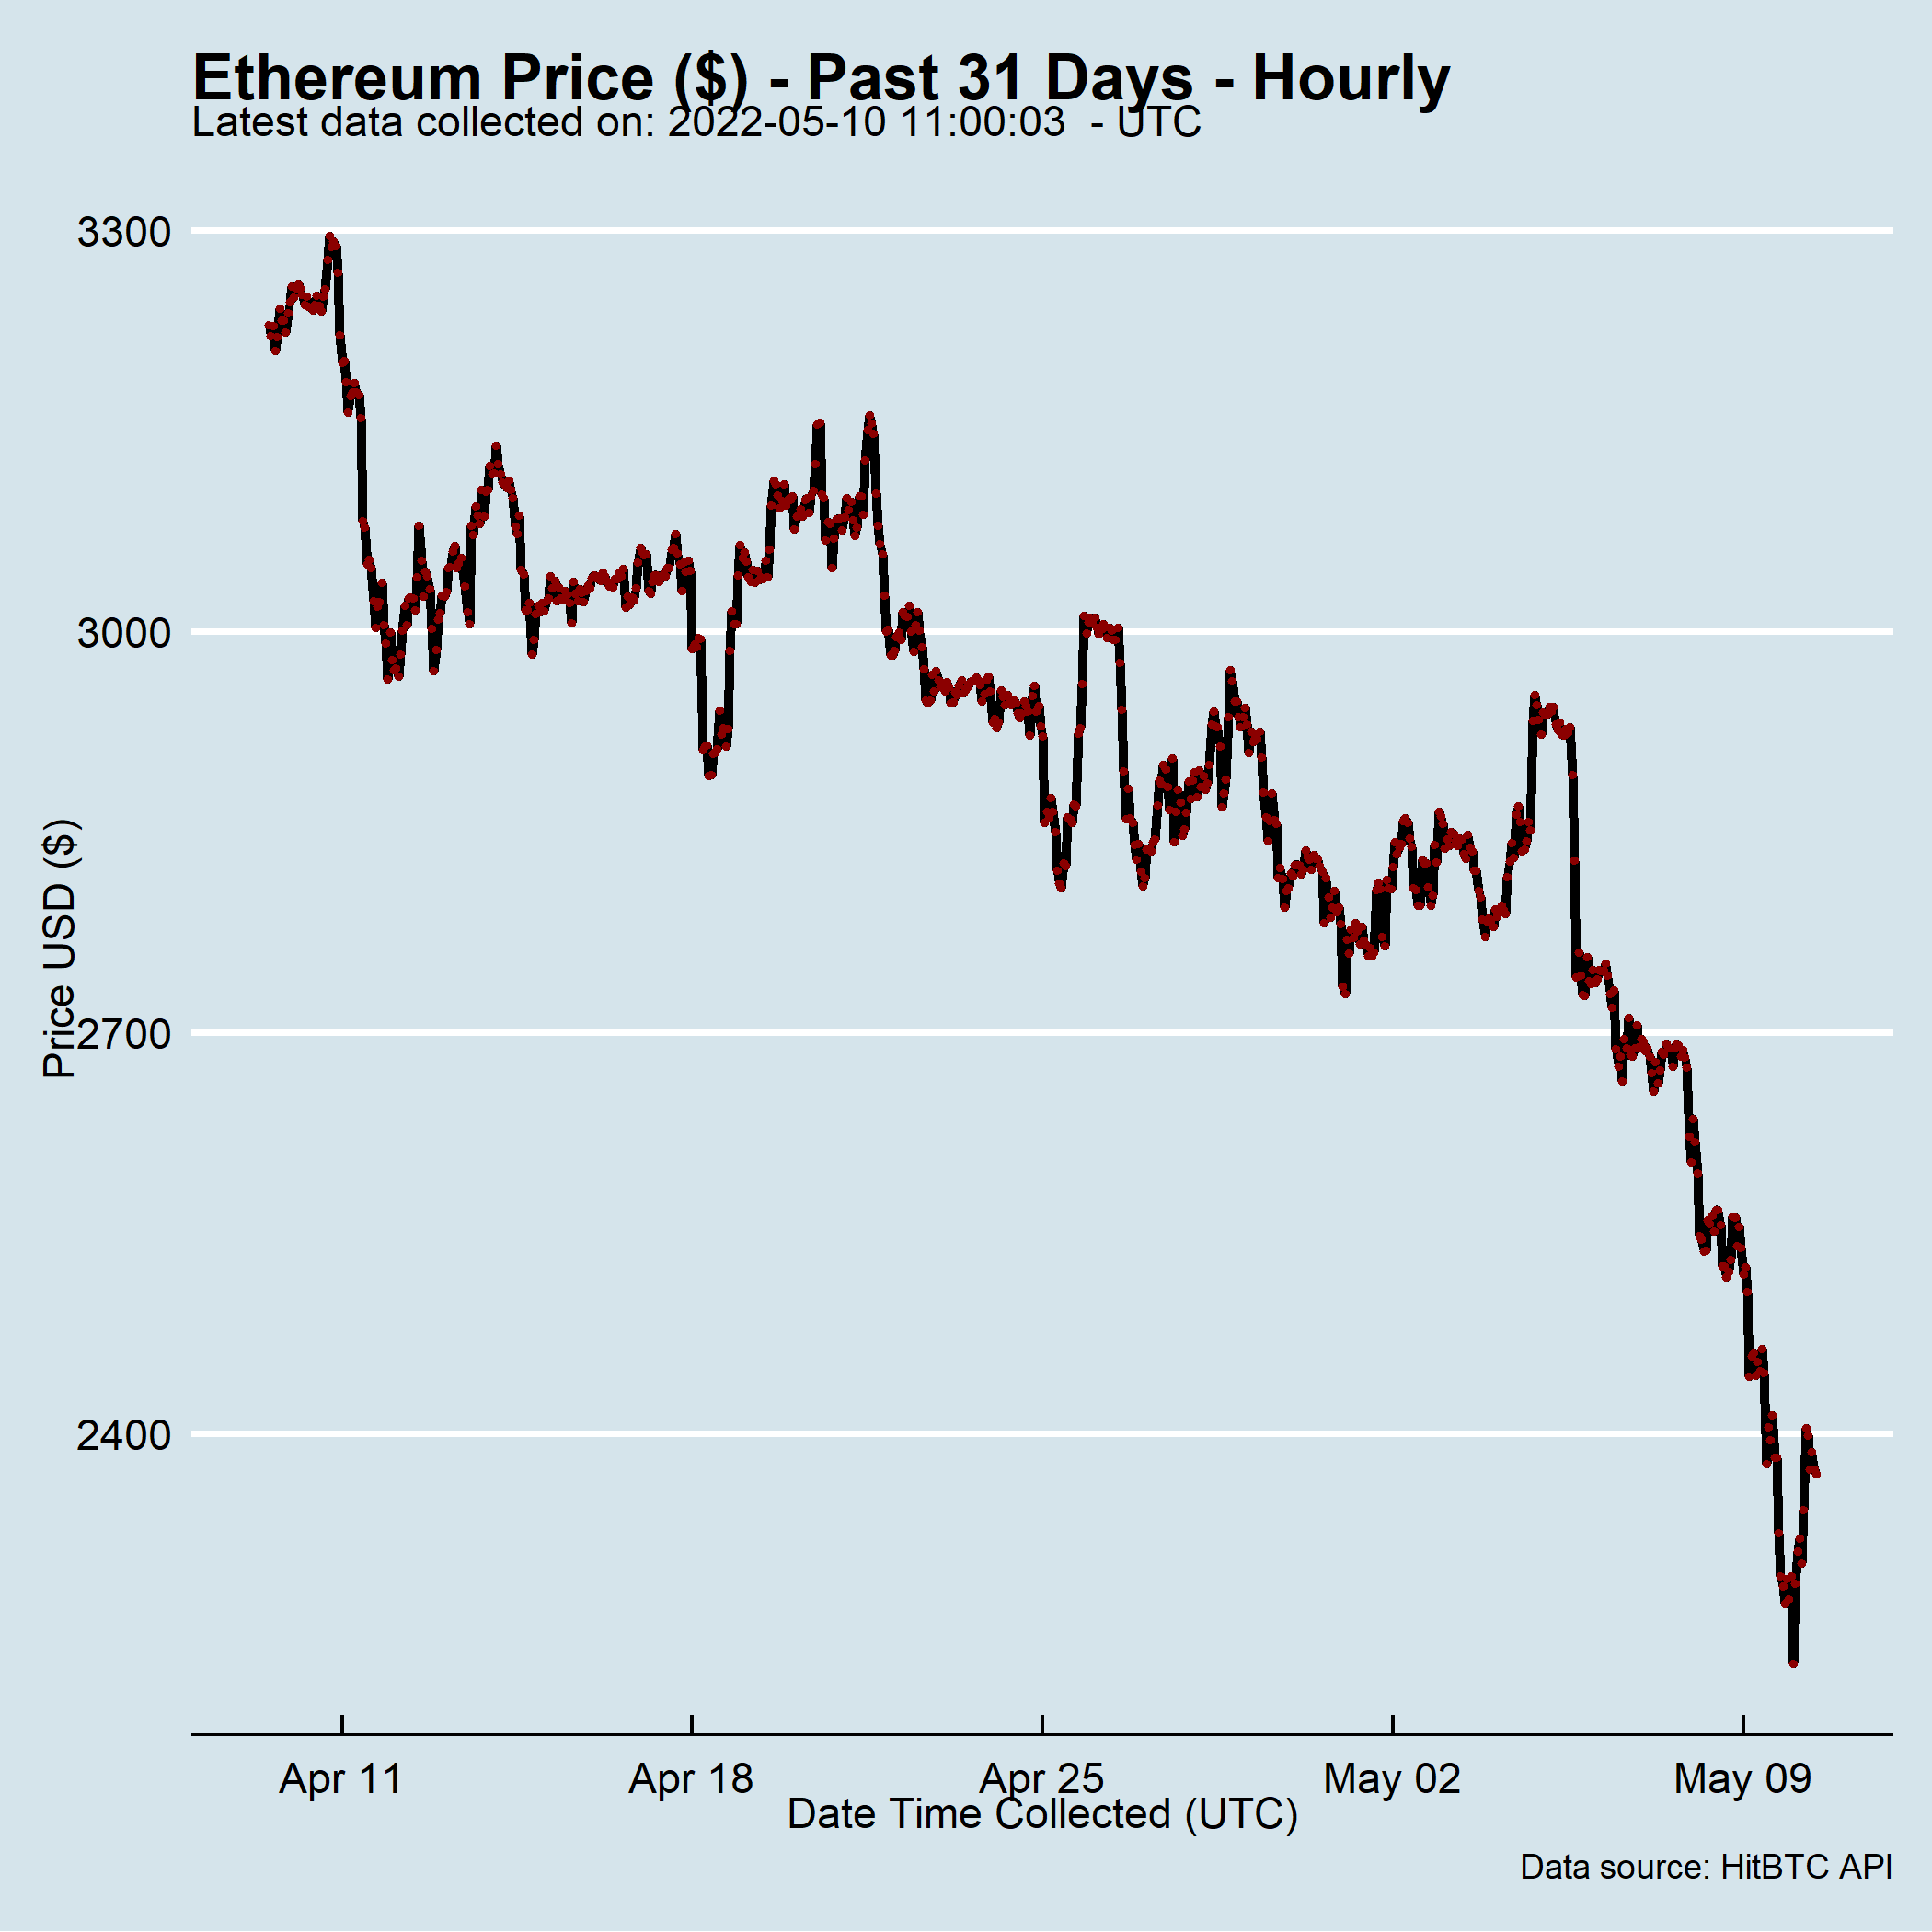 Ethereum Price ($) - Past 31 Days - Hourly
Latest data collected on: 2022-05-10 11:00:03  - UTC
3300
3000
2700
2400
Price USD ($)
Apr 11
Apr 18
Apr 25
May 02
May 09
Date Time Collected (UTC)
Data source: HitBTC API